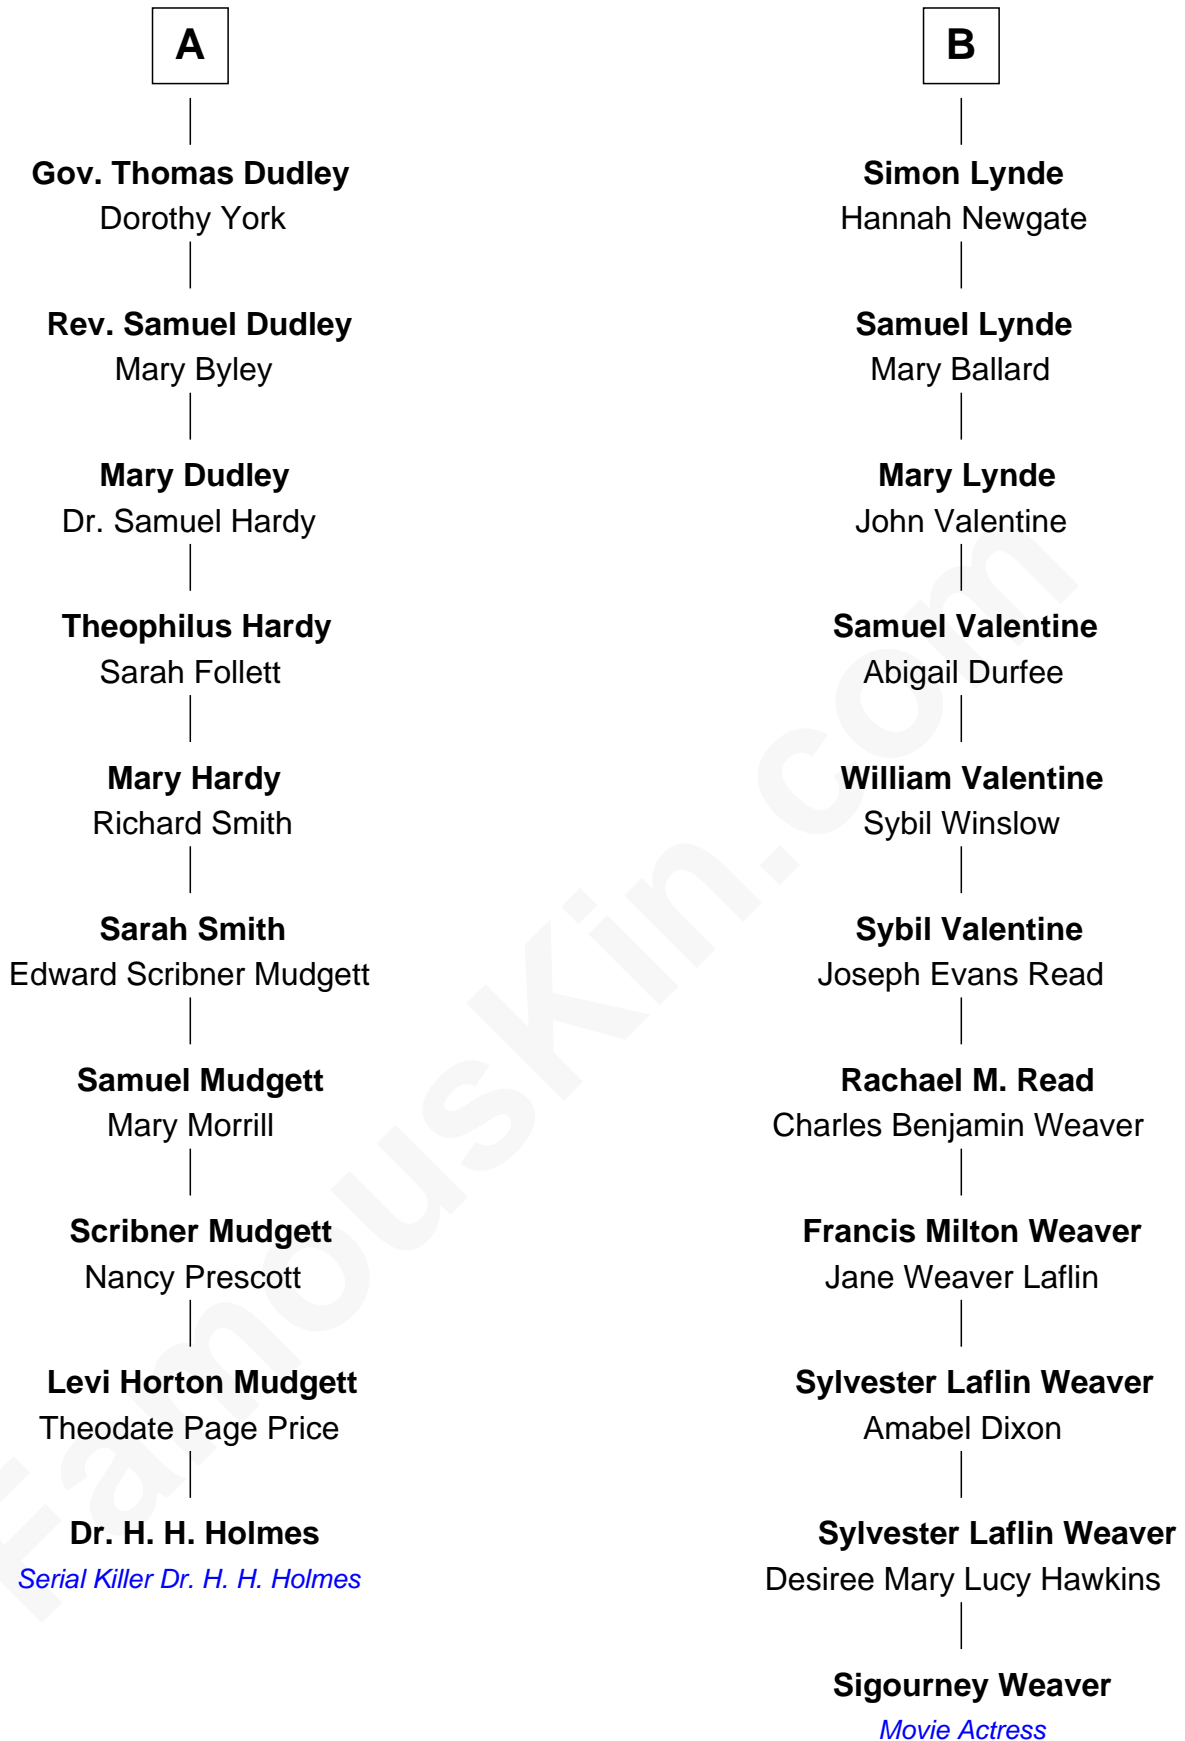 A
Gov. Thomas Dudley
Dorothy York
Rev. Samuel Dudley
Mary Byley
Mary Dudley
Dr. Samuel Hardy
Theophilus Hardy
Sarah Follett
Mary Hardy
Richard Smith
Sarah Smith
Edward Scribner Mudgett
Samuel Mudgett
Mary Morrill
Scribner Mudgett
Nancy Prescott
Levi Horton Mudgett
Theodate Page Price
Dr. H. H. Holmes
Serial Killer Dr. H. H. Holmes
B
Simon Lynde
Hannah Newgate
Samuel Lynde
Mary Ballard
Mary Lynde
John Valentine
Samuel Valentine
Abigail Durfee
William Valentine
Sybil Winslow
Sybil Valentine
Joseph Evans Read
Rachael M. Read
Charles Benjamin Weaver
Francis Milton Weaver
Jane Weaver Laflin
Sylvester Laflin Weaver
Amabel Dixon
Sylvester Laflin Weaver
Desiree Mary Lucy Hawkins
Sigourney Weaver
Movie Actress
FamousKin.com